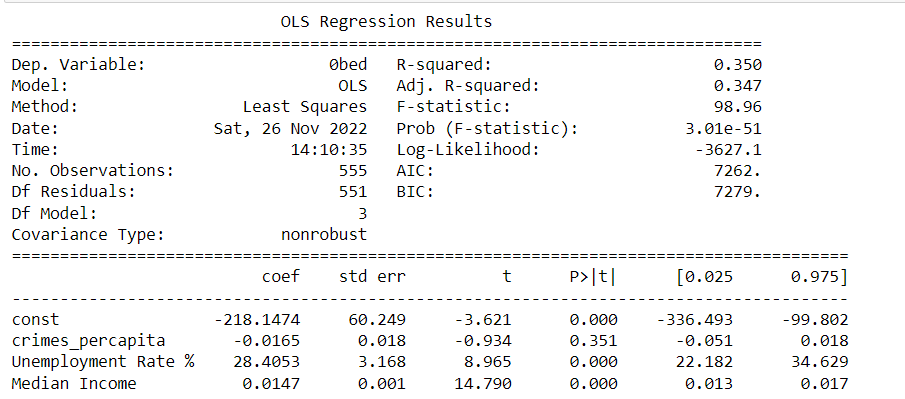 OLS Regression Results
==============================================================================
Dep. Variable: 0bed R-squared: 0.350
Model: OLS Adj. R-squared: 0.347
Method: Least Squares F-statistic: 98.96
Date: Sat, 26 Nov 2022 Prob (F-statistic): 3.01e-51
Time: 14:10:35 Log-Likelihood: -3627.1
No. Observations: 555 AIC: 7262.
Df Residuals: 551 BIC: 7279.
Df Model: 3
Covariance Type: nonrobust
=======================================================================================
coef std err t P>|t| [0.025 0.975]
---------------------------------------------------------------------------------------
const -218.1474 60.249 -3.621 0.000 -336.493 -99.802
crimes_percapita -0.0165 0.018 -0.934 0.351 -0.051 0.018
Unemployment Rate % 28.4053 3.168 8.965 0.000 22.182 34.629
Median Income 0.0147 0.001 14.790 0.000 0.013 0.017